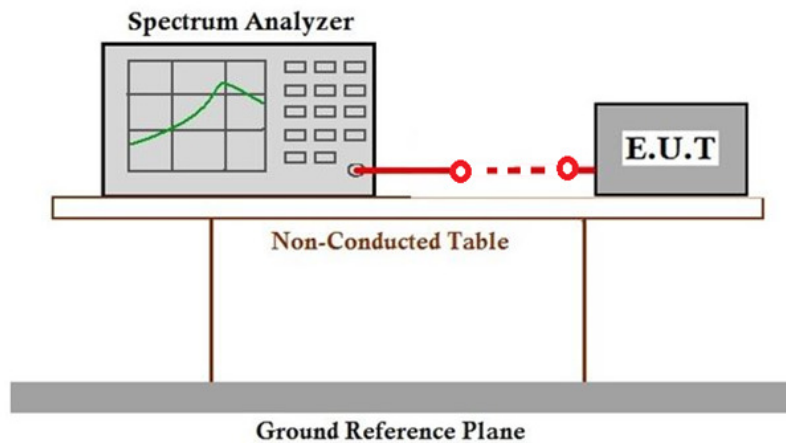 Spectrum Analyzer
E.U.T
Non-Conducted Table
Ground Reference Plane